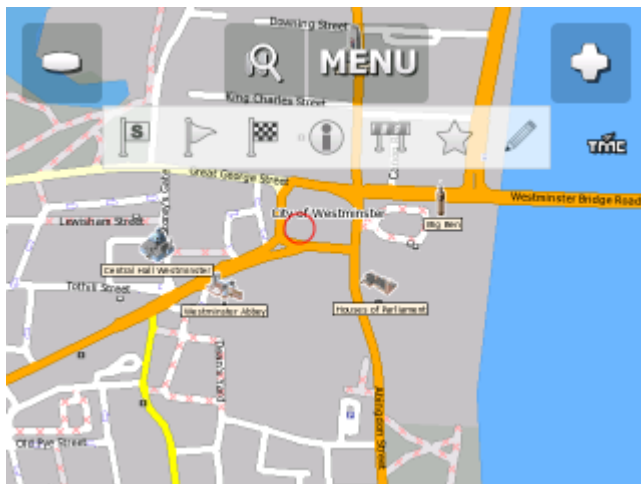 Downing Street
MENU
King Charles Street
S
TMC
Great George Street
Westminster Bridge Road
Lewisham Street
City of Westminster
Big Ben
Central Hall Westminster
Tothill Street
Westminster Abbey
Houses of Parliament
Dean's Yard
Abingdon Street
Old Pye Street